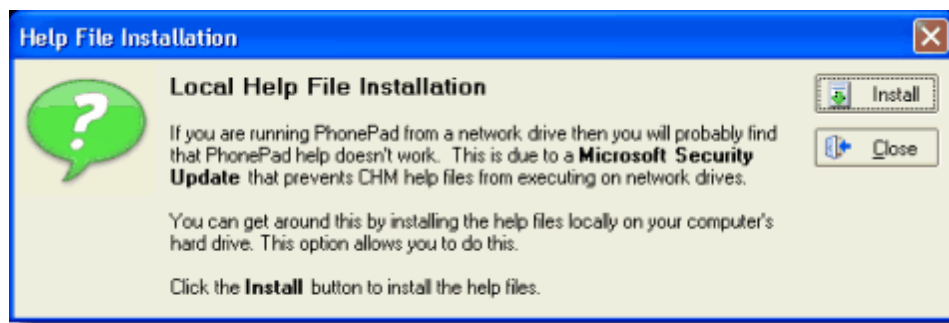 Help File Installation
Local Help File Installation
Install
If you are running PhonePad from a network drive then you will probably find
that PhonePad help doesn't work. This is due to a Microsoft Security
Update that prevents CHM help files from executing on network drives.
Close
You can get around this by installing the help files locally on your computer's
hard drive. This option allows you to do this.
Click the Install button to install the help files.